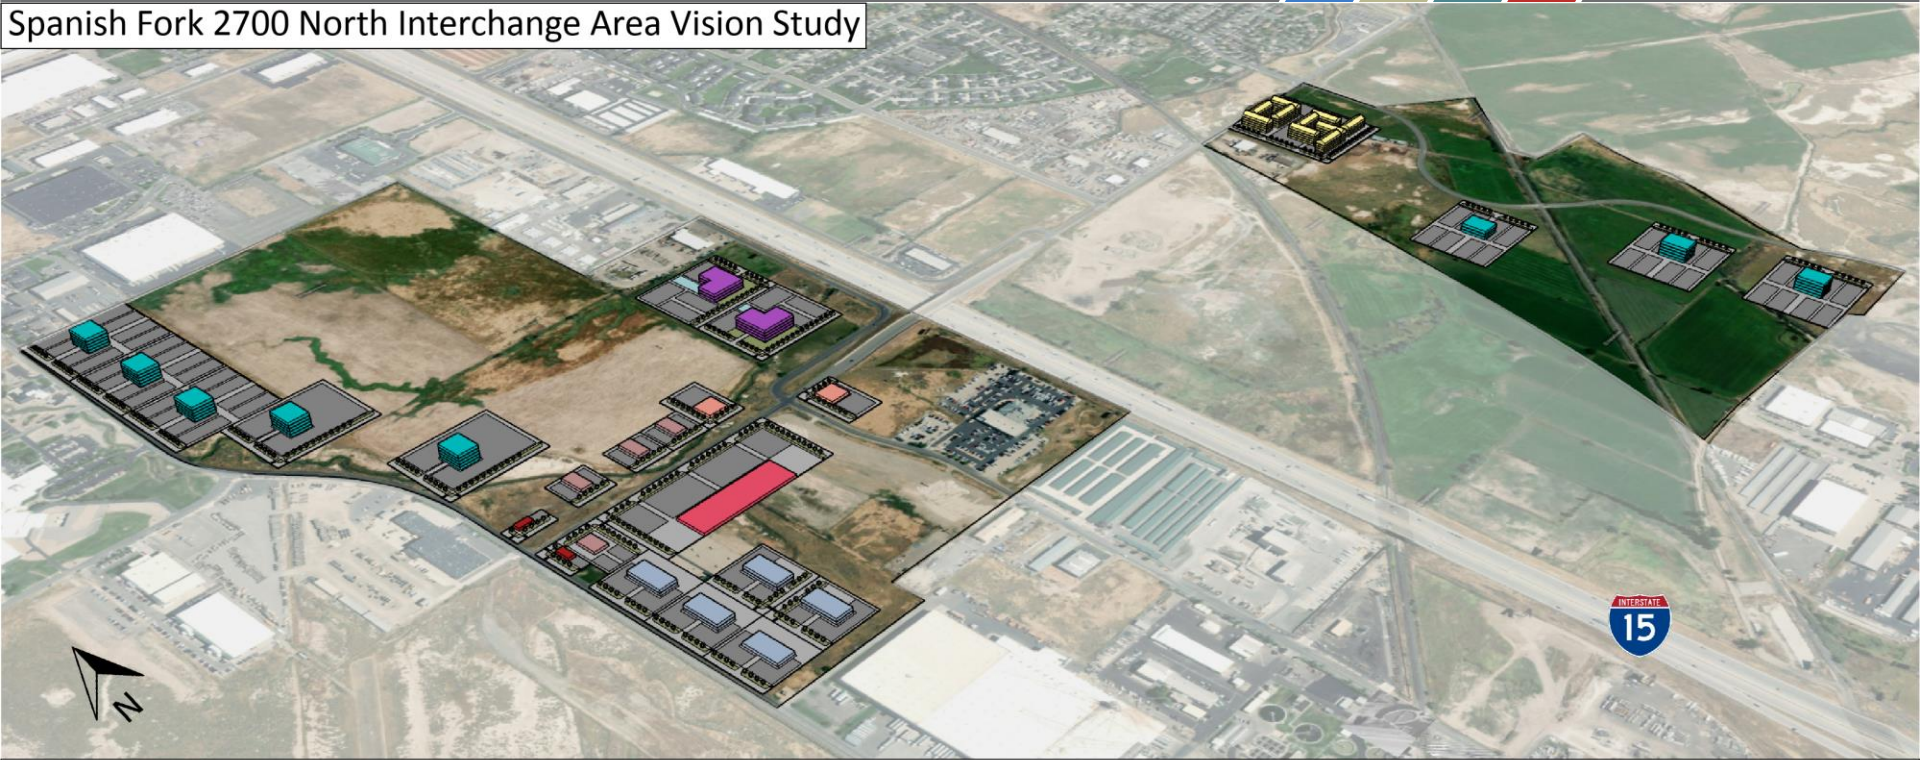 Spanish Fork 2700 North Interchange Area Vision Study
INTERSTATE
15
N